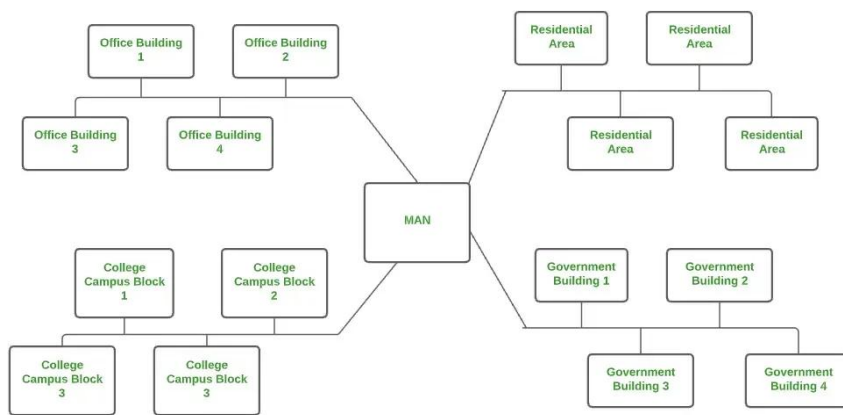 Office Building
1
Office Building
2
Office Building
3
Office Building
4
Residential
Area
Residential
Area
Residential
Area
Residential
Area
MAN
College
Campus Block
1
College
Campus Block
2
College
Campus Block
3
College
Campus Block
3
Government
Building 1
Government
Building 2
Government
Building 3
Government
Building 4